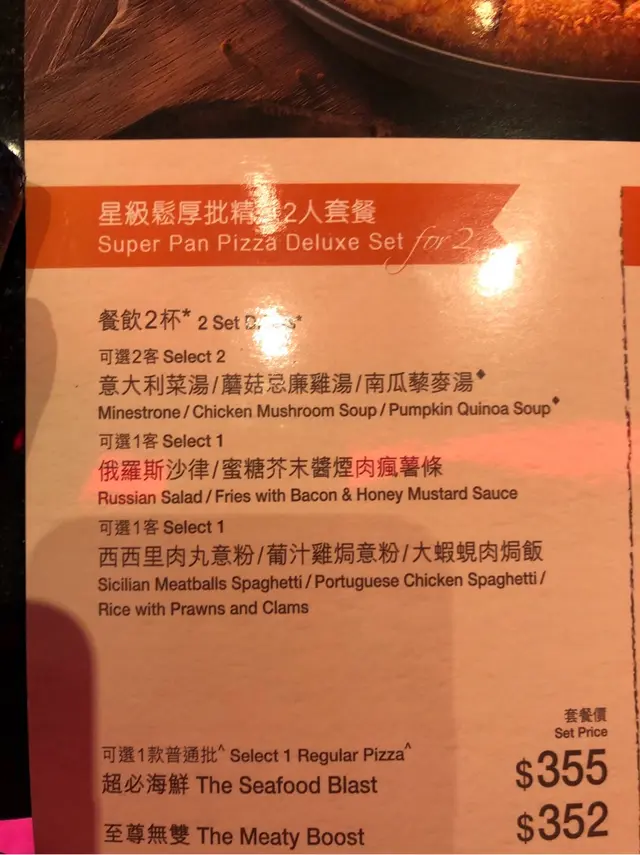 星級鬆厚批精選2人套餐
Super Pan Pizza Deluxe Set for 2
餐飲2杯* 2 Set
可選2客 Select 2
意大利菜湯/蘑菇忌廉雞湯/南瓜藜麥湯◆
Minestrone / Chicken Mushroom Soup / Pumpkin Quinoa Soup◆
可選1客 Select 1
俄羅斯沙律/蜜糖芥末醬煙肉瘋薯條
Russian Salad / Fries with Bacon & Honey Mustard Sauce
可選1客 Select 1
西西里肉丸意粉/葡汁雞焗意粉/大蝦蜆肉焗飯
Sicilian Meatballs Spaghetti / Portuguese Chicken Spaghetti /
Rice with Prawns and Clams
套餐價
Set Price
可選1款普通批^ Select 1 Regular Pizza^
超必海鮮 The Seafood Blast $355
至尊無雙 The Meaty Boost $352